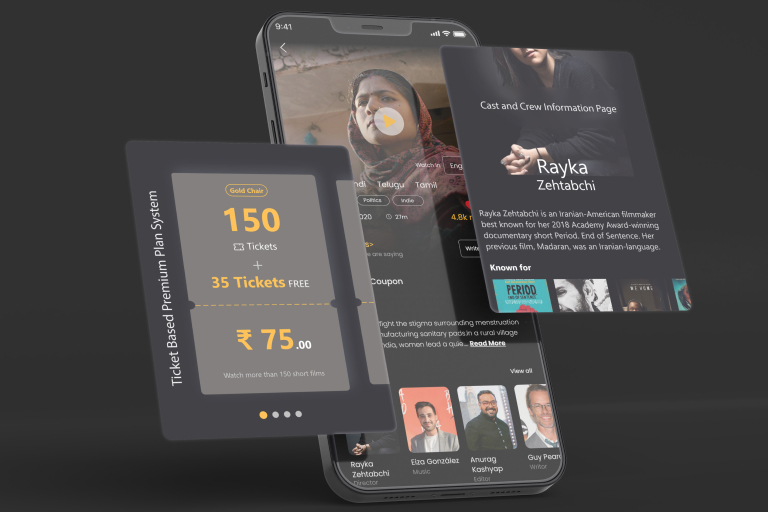 9:41
Cast and Crew Information Page
Watch in
Eng
ndi Telugu Tamil
Politics Indie
2020 27m
4.8k r
s>
e are saying
Write
Coupon
fight the stigma surrounding menstruation
nufacturing sanitary pads.in a rural village
ndia, women lead a quie... Read More
View all
Rayka
Zehtabchi
Director
Eiza González
Music
Anurag
Kashyap
Editor
Guy Pearc
Writer
Rayka
Zehtabchi
Rayka Zehtabchi is an Iranian-American filmmaker
best known for her 2018 Academy Award-winning
documentary short Period. End of Sentence. Her
previous film, Madaran, was an Iranian-language.
Known for
PERIOD.
Ticket Based Premium Plan System
Gold Chair
150
Tickets
+
35 Tickets FREE
₹ 75.00
Watch more than 150 short films